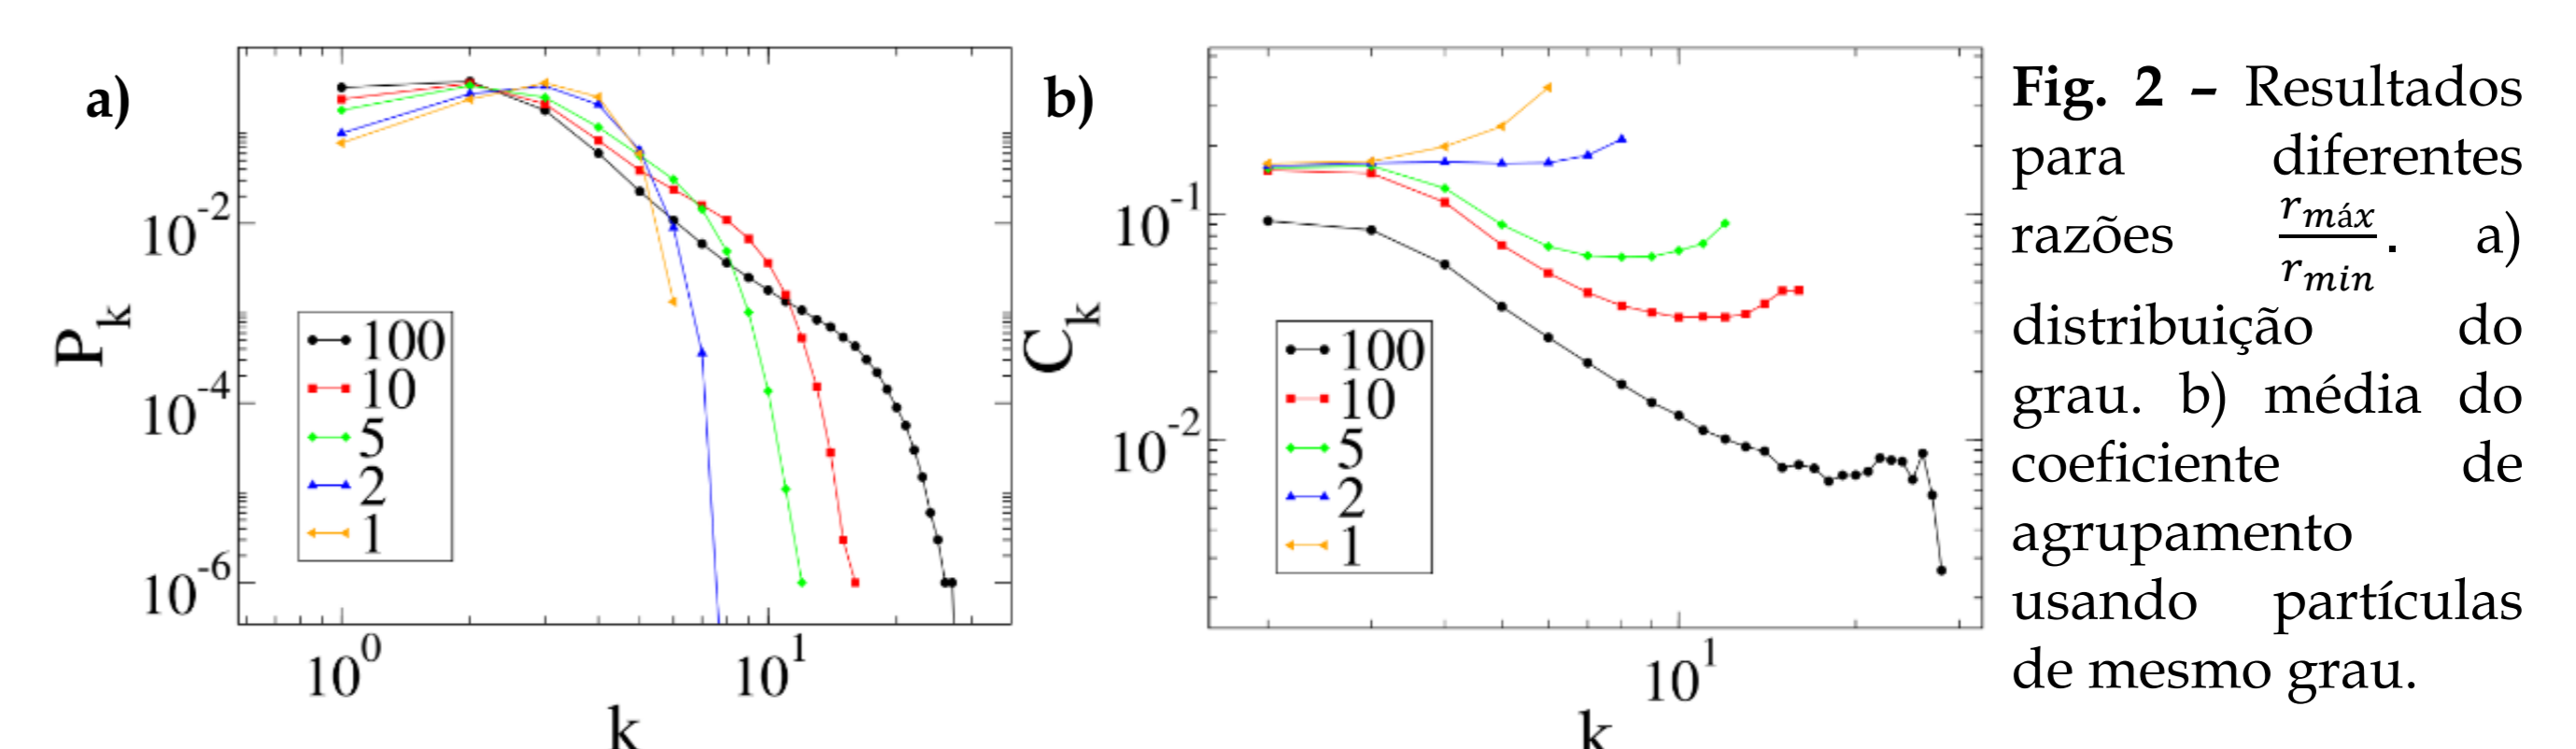 a)
P_k
10^-2
10^-4
10^-6
100
10
5
2
1
10^0
10^1
k
b)
C_k
10^-1
10^-2
100
10
5
2
1
10^1
k
Fig. 2 – Resultados
para diferentes
razões r_máx/r_min. a)
distribuição do
grau. b) média do
coeficiente de
agrupamento
usando partículas
de mesmo grau.